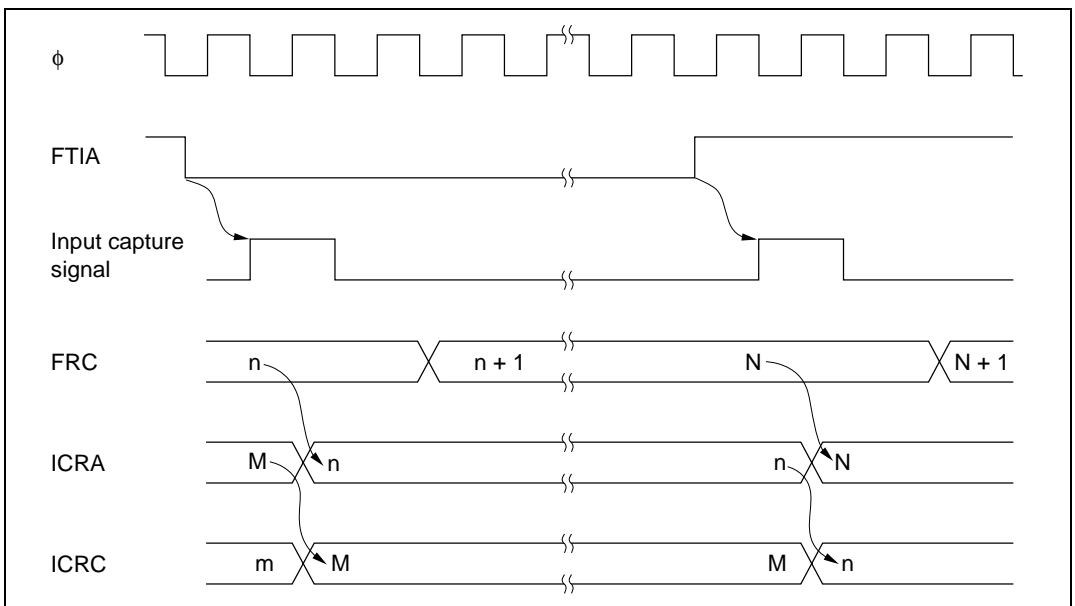 ϕ
FTIA
Input capture
signal
FRC
n
n + 1
N
N + 1
ICRA
M
n
n
N
ICRC
m
M
M
n